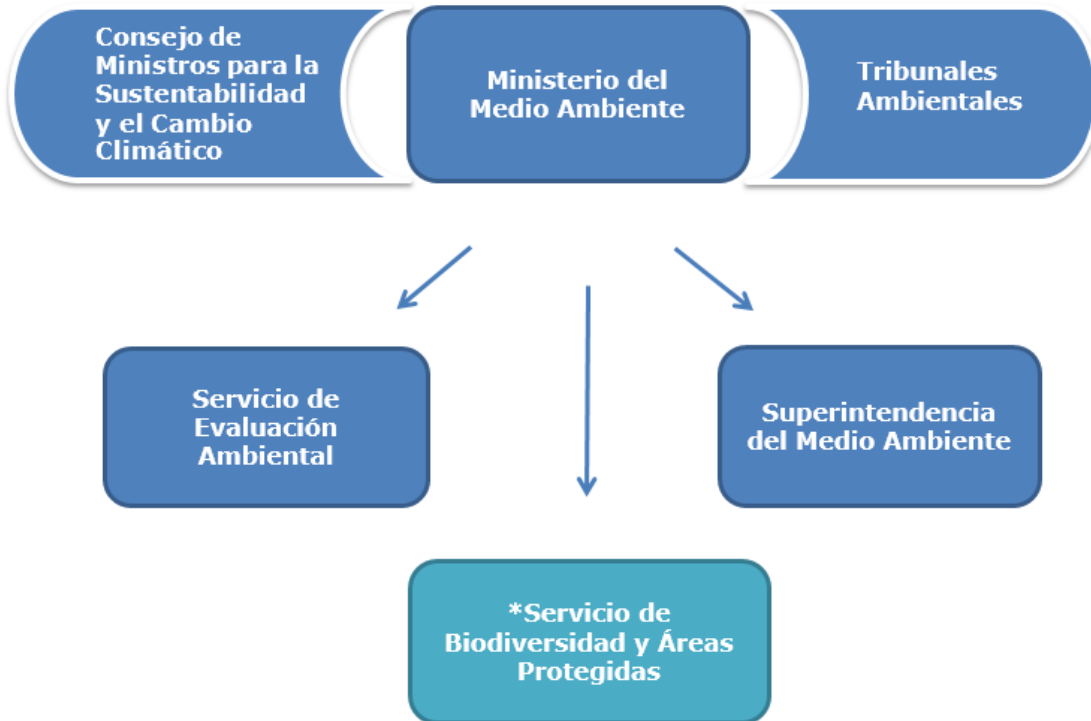 Consejo de
Ministros para la
Sustentabilidad
y el Cambio
Climático
Ministerio del
Medio Ambiente
Tribunales
Ambientales
Servicio de
Evaluación
Ambiental
Superintendencia
del Medio Ambiente
*Servicio de
Biodiversidad y Áreas
Protegidas